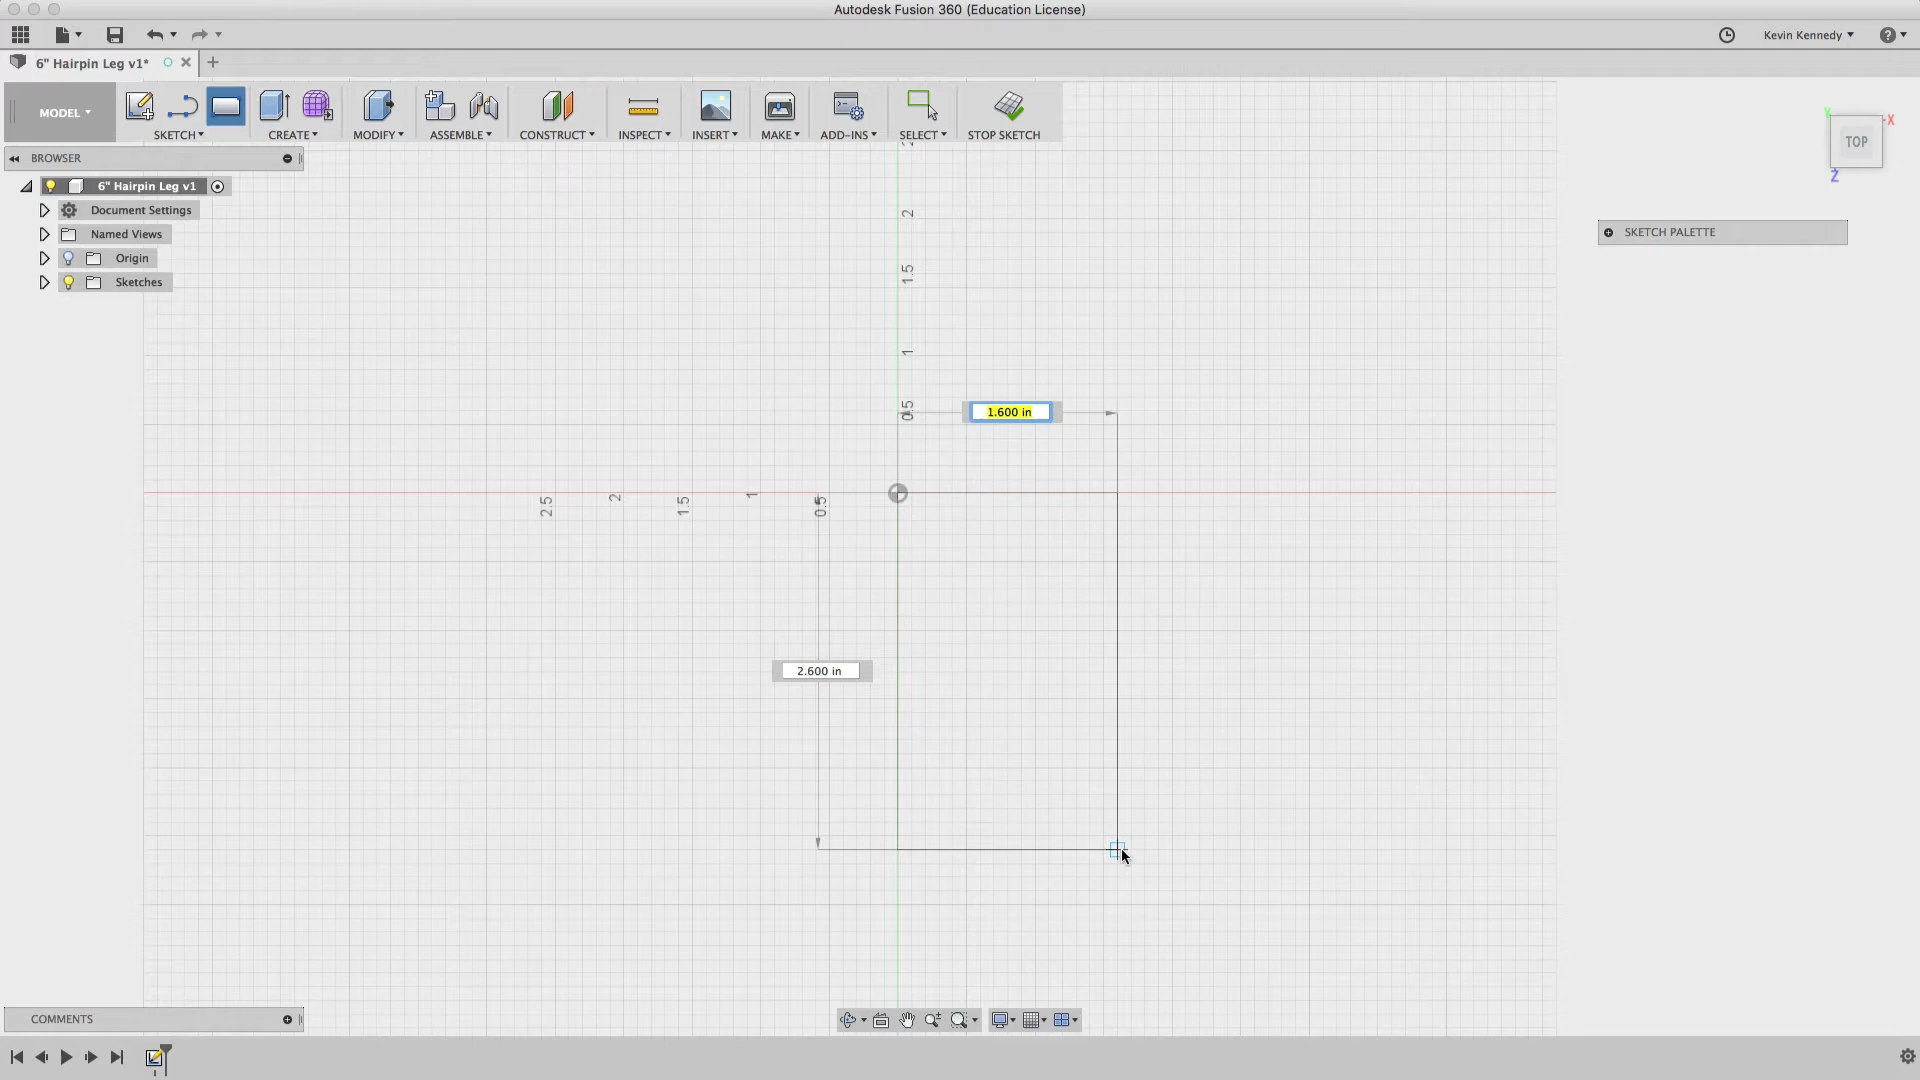 Autodesk Fusion 360 (Education License)
Kevin Kennedy
6" Hairpin Leg v1*
MODEL
SKETCH
CREATE
MODIFY
ASSEMBLE
CONSTRUCT
INSPECT
INSERT
MAKE
ADD-INS
SELECT
STOP SKETCH
BROWSER
6" Hairpin Leg v1
Document Settings
Named Views
Origin
Sketches
Y
X
TOP
Z
SKETCH PALETTE
2
1.5
1
0.5
1.600 in
2.5
2
1.5
1
0.5
2.600 in
COMMENTS